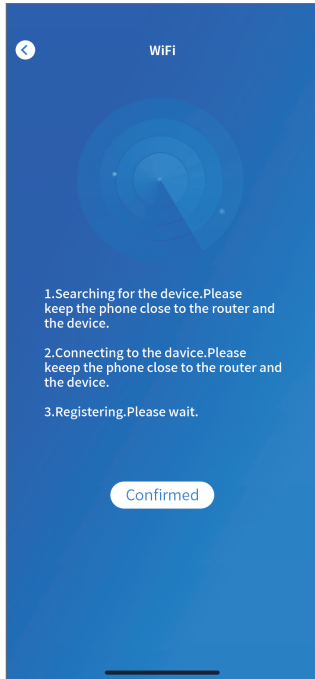 WiFi
1.Searching for the device.Please
keep the phone close to the router and
the device.
2.Connecting to the davice.Please
keeep the phone close to the router and
the device.
3.Registering.Please wait.
Confirmed